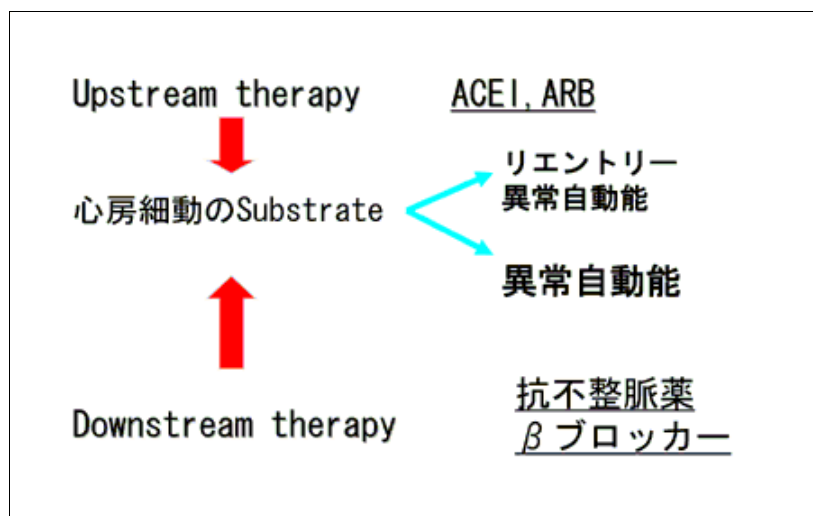 Upstream therapy
ACEI,ARB
リエントリー
異常自動能
心房細動のSubstrate
異常自動能
Downstream therapy
抗不整脈薬
βブロッカー